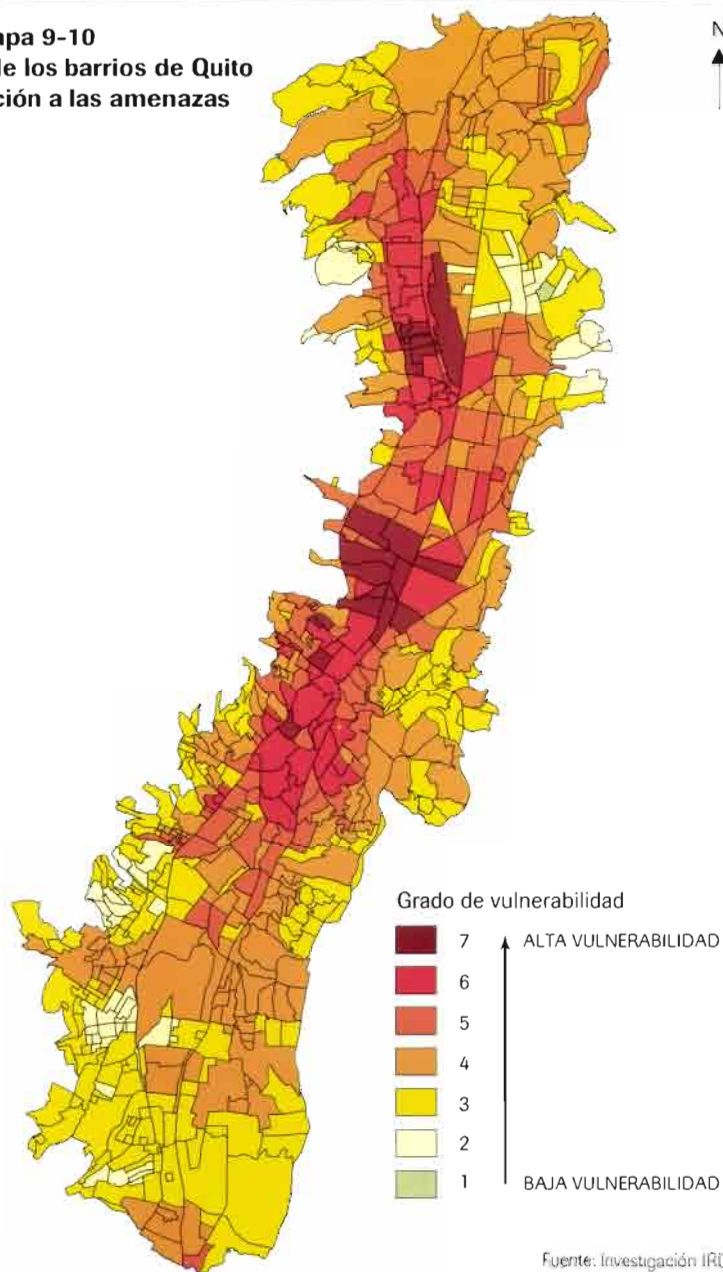 apa 9-10
de los barrios de Quito
ción a las amenazas
N
Grado de vulnerabilidad
7 ALTA VULNERABILIDAD
6
5
4
3
2
1 BAJA VULNERABILIDAD
Fuente: Investigación IRD